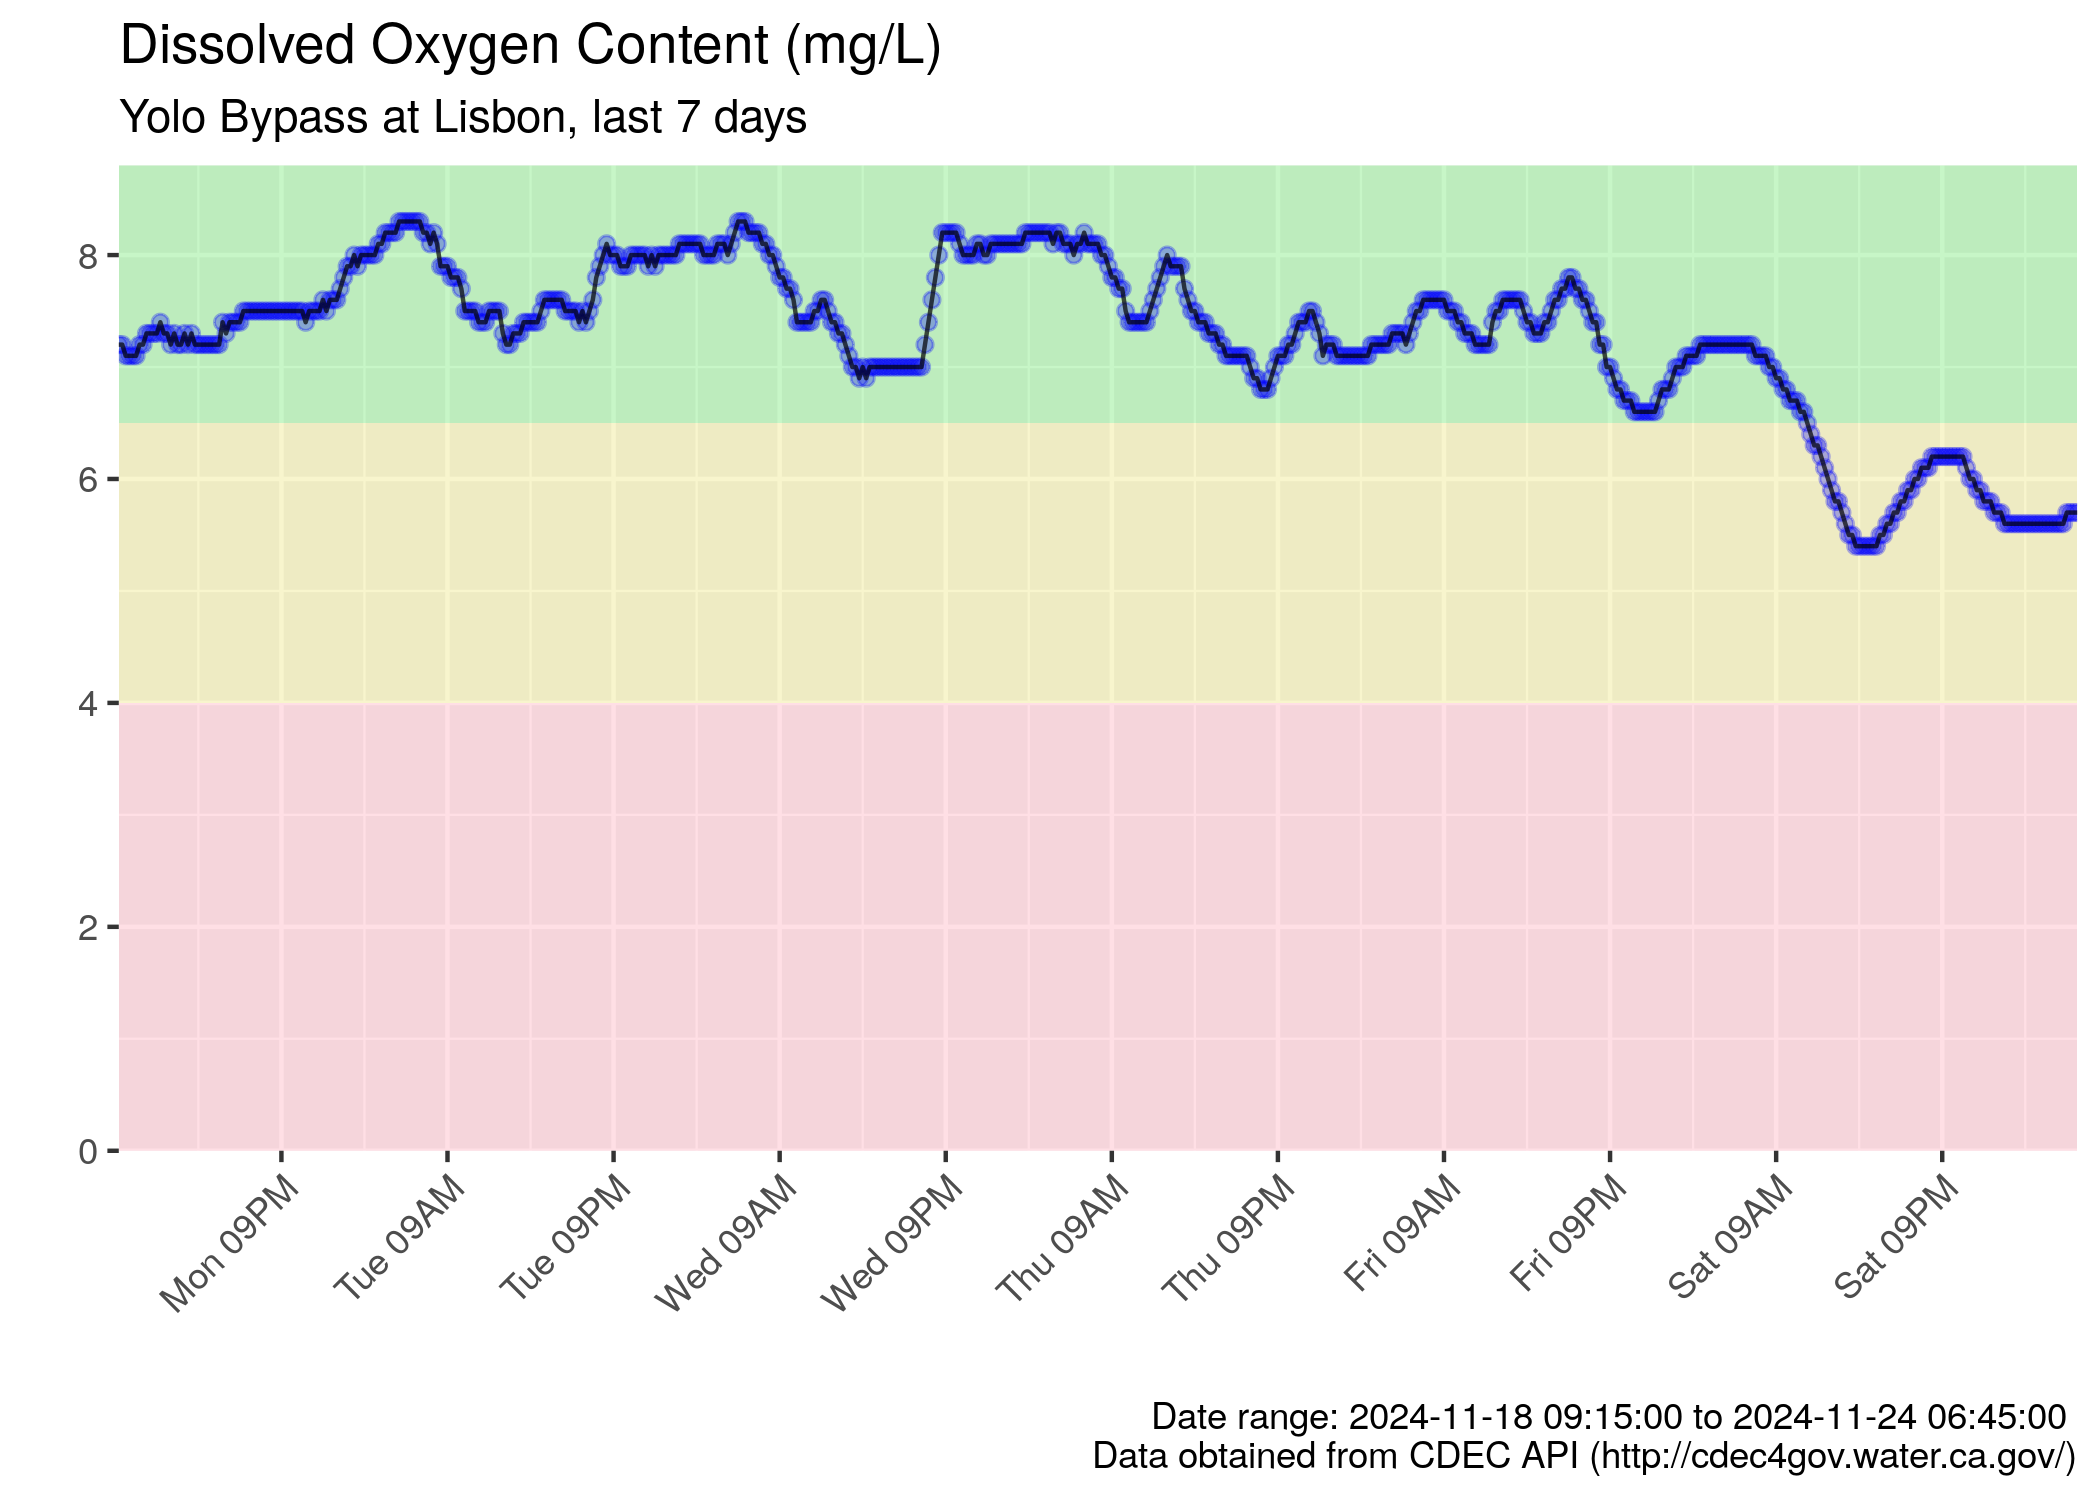 Dissolved Oxygen Content (mg/L)
Yolo Bypass at Lisbon, last 7 days
8
6
4
2
0
Mon 09PM
Tue 09AM
Tue 09PM
Wed 09AM
Wed 09PM
Thu 09AM
Thu 09PM
Fri 09AM
Fri 09PM
Sat 09AM
Sat 09PM
Date range: 2024-11-18 09:15:00 to 2024-11-24 06:45:00
Data obtained from CDEC API (http://cdec4gov.water.ca.gov/)